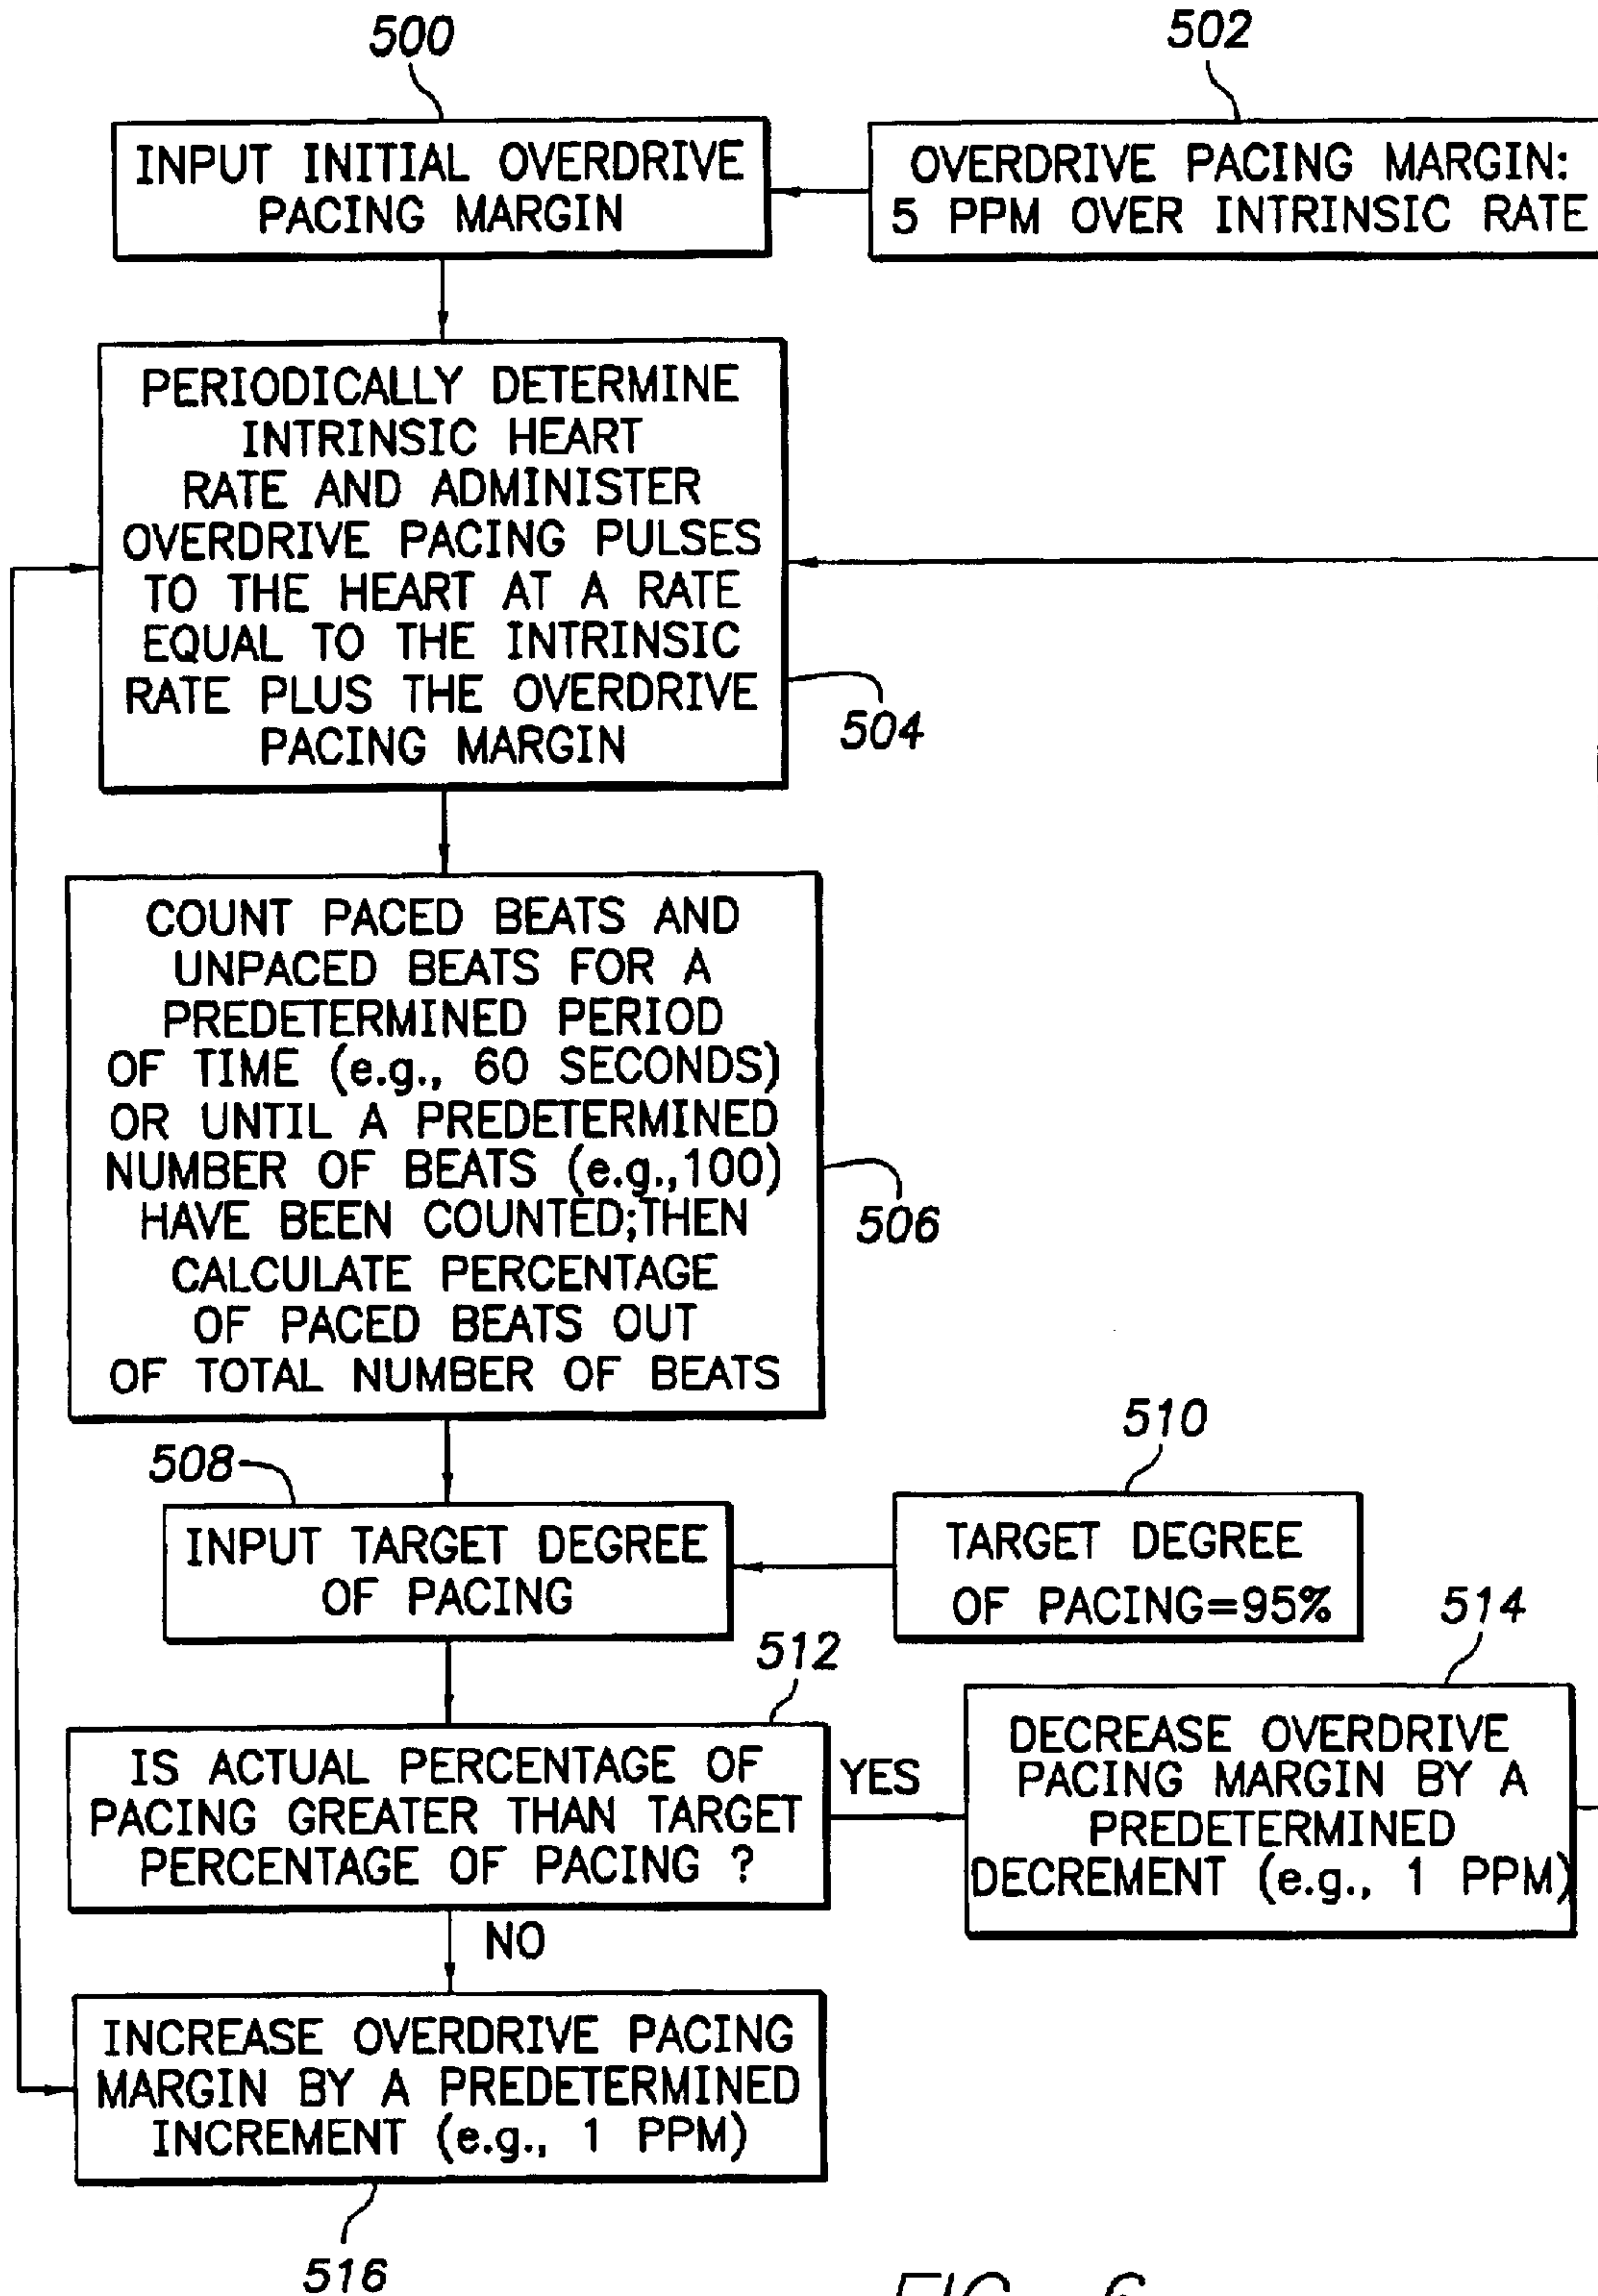 500
502
INPUT INITIAL OVERDRIVE
PACING MARGIN
OVERDRIVE PACING MARGIN:
5 PPM OVER INTRINSIC RATE
PERIODICALLY DETERMINE
INTRINSIC HEART
RATE AND ADMINISTER
OVERDRIVE PACING PULSES
TO THE HEART AT A RATE
EQUAL TO THE INTRINSIC
RATE PLUS THE OVERDRIVE
PACING MARGIN
504
COUNT PACED BEATS AND
UNPACED BEATS FOR A
PREDETERMINED PERIOD
OF TIME (e.g., 60 SECONDS)
OR UNTIL A PREDETERMINED
NUMBER OF BEATS (e.g.,100)
HAVE BEEN COUNTED;THEN
CALCULATE PERCENTAGE
OF PACED BEATS OUT
OF TOTAL NUMBER OF BEATS
506
508
510
INPUT TARGET DEGREE
OF PACING
TARGET DEGREE
OF PACING=95%
512
514
IS ACTUAL PERCENTAGE OF
PACING GREATER THAN TARGET
PERCENTAGE OF PACING ?
YES
DECREASE OVERDRIVE
PACING MARGIN BY A
PREDETERMINED
DECREMENT (e.g., 1 PPM)
NO
INCREASE OVERDRIVE PACING
MARGIN BY A PREDETERMINED
INCREMENT (e.g., 1 PPM)
516
FIG. 6